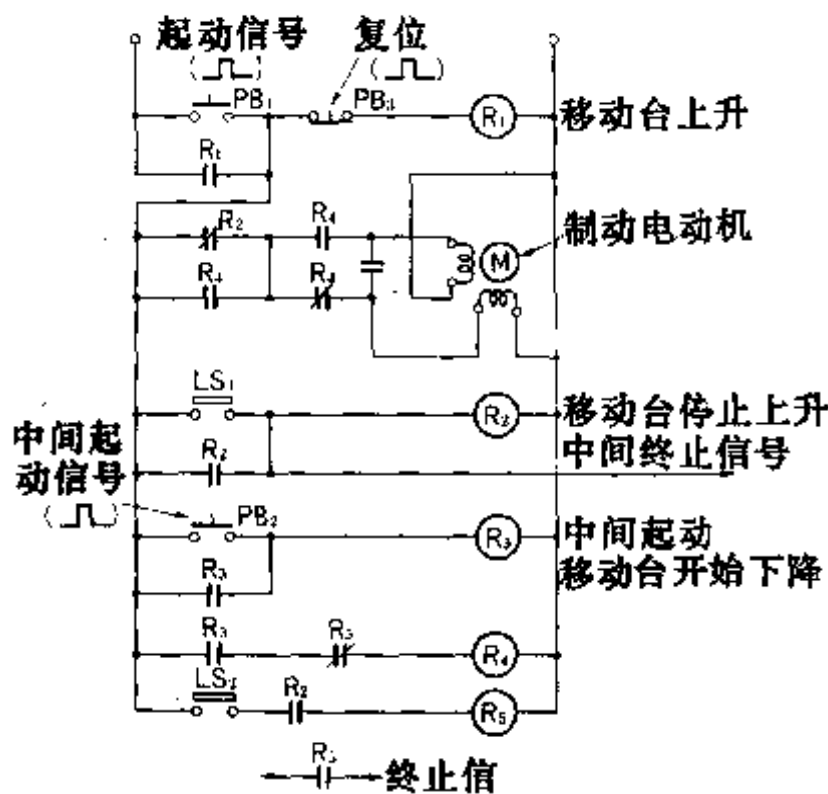 起动信号 复位
PB₁ PB₃ R₁ 移动台上升
R₁
R₂ R₄
制动电动机
M
R₄ R₄
LS₁
R₂ 移动台停止上升
中间起动信号
R₂ 中间终止信号
PB₂
R₃ 中间起动
移动台开始下降
R₃
R₃ R₅
R₄
LS₂ R₂
R₅
R₅ 终止信